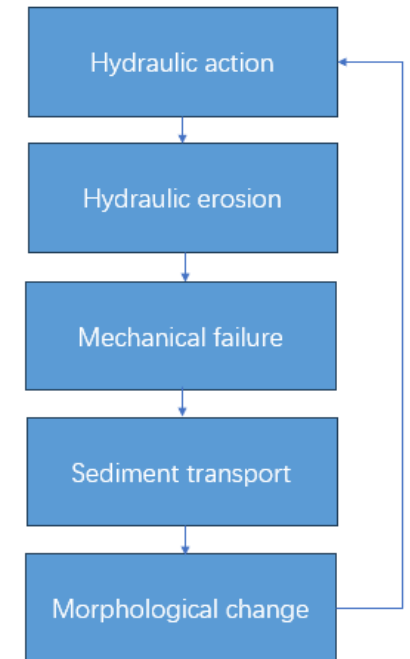 Hydraulic action
Hydraulic erosion
Mechanical failure
Sediment transport
Morphological change